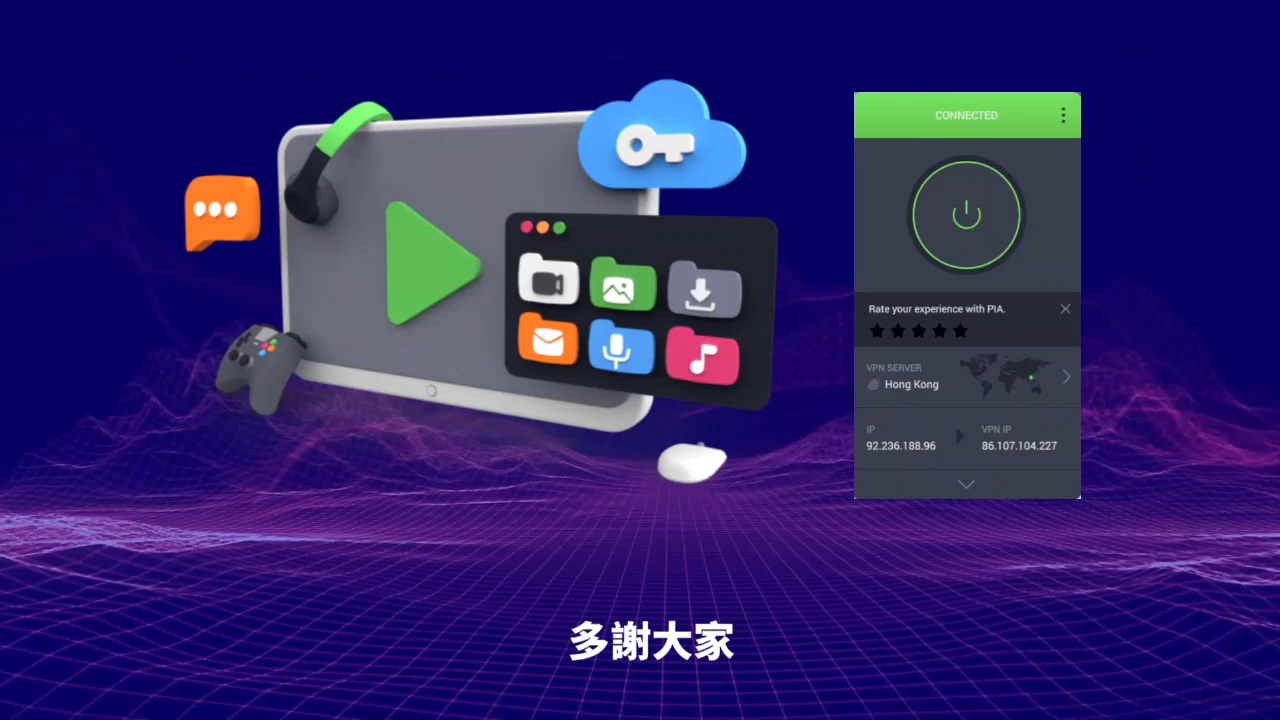 CONNECTED
Rate your experience with PIA.
VPN SERVER
Hong Kong
IP
92.236.188.96
VPN IP
86.107.104.227
多謝大家